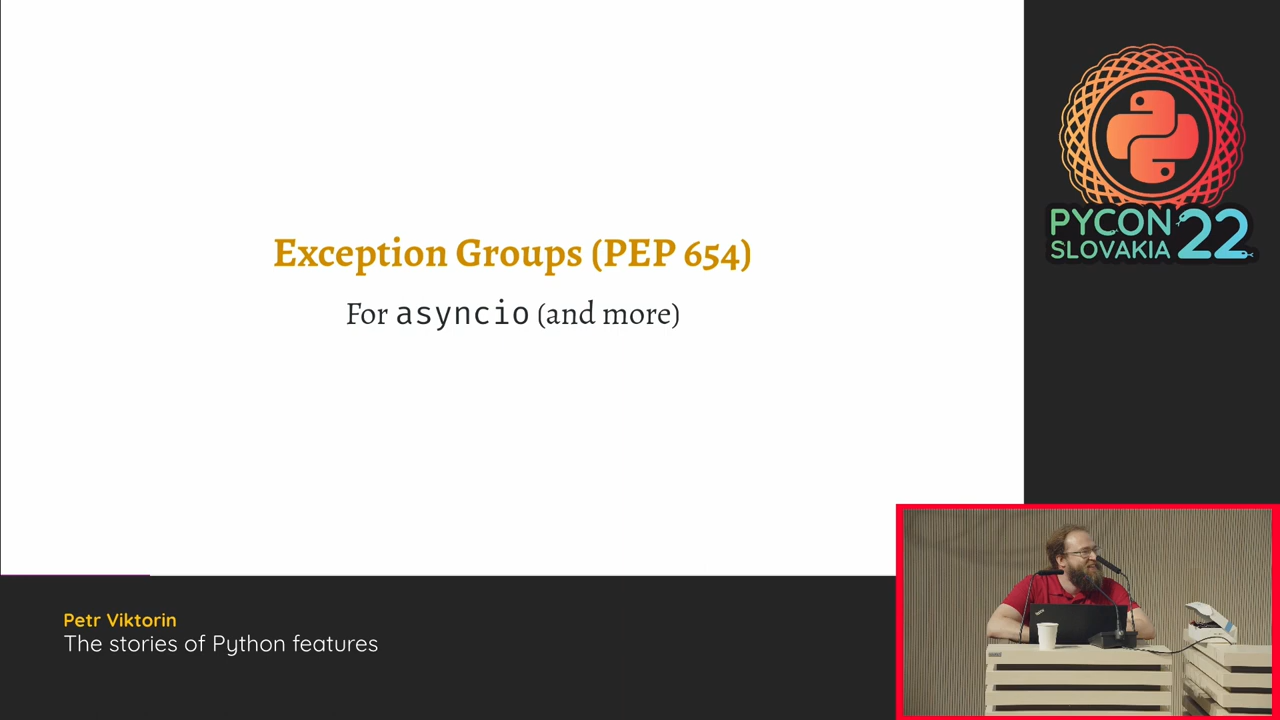 Exception Groups (PEP 654)
For asyncio (and more)
PYCON
SLOVAKIA
22
Petr Viktorin
The stories of Python features